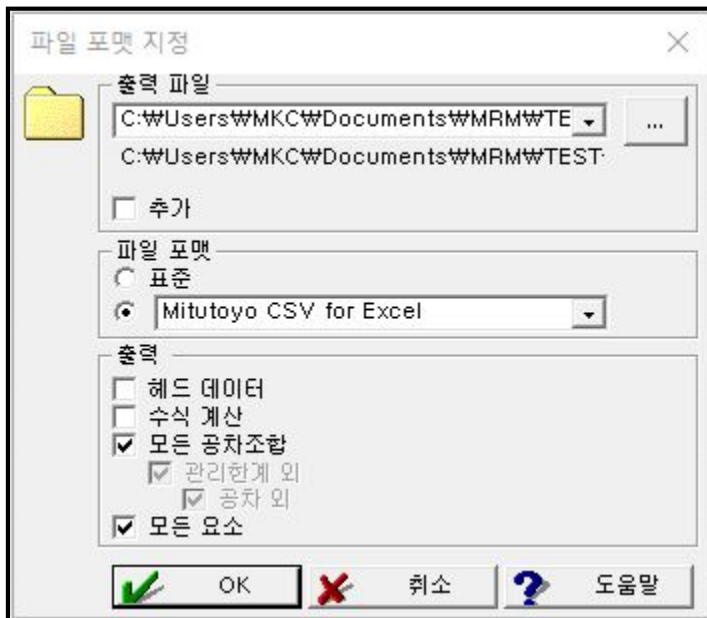 파일 포맷 지정
출력 파일
C:₩Users₩MKC₩Documents₩MRM₩TE
...
C:₩Users₩MKC₩Documents₩MRM₩TEST-
추가
파일 포맷
표준
Mitutoyo CSV for Excel
출력
헤드 데이터
수식 계산
모든 공차조합
관리한계 외
공차 외
모든 요소
OK 취소 도움말